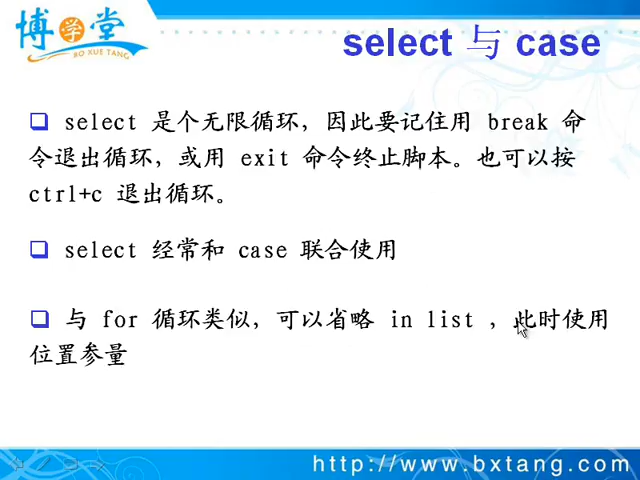 博学堂
BO XUE TANG
select 与 case
select 是个无限循环，因此要记住用 break 命
令退出循环，或用 exit 命令终止脚本。也可以按
ctrl+c 退出循环。
select 经常和 case 联合使用
与 for 循环类似，可以省略 in list ，此时使用
位置参量
http://www.bxtang.com